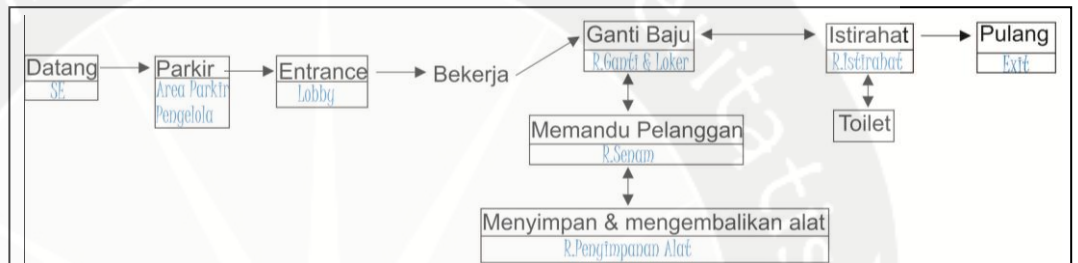 Datang
SE
Parkir
Area Parkir
Pengelola
Entrance
Lobby
Bekerja
Ganti Baju
R.Ganti & Loker
Memandu Pelanggan
R.Senam
Menyimpan & mengembalikan alat
R.Penyimpanan Alat
Istirahat
R.Istirahat
Toilet
Pulang
Exit